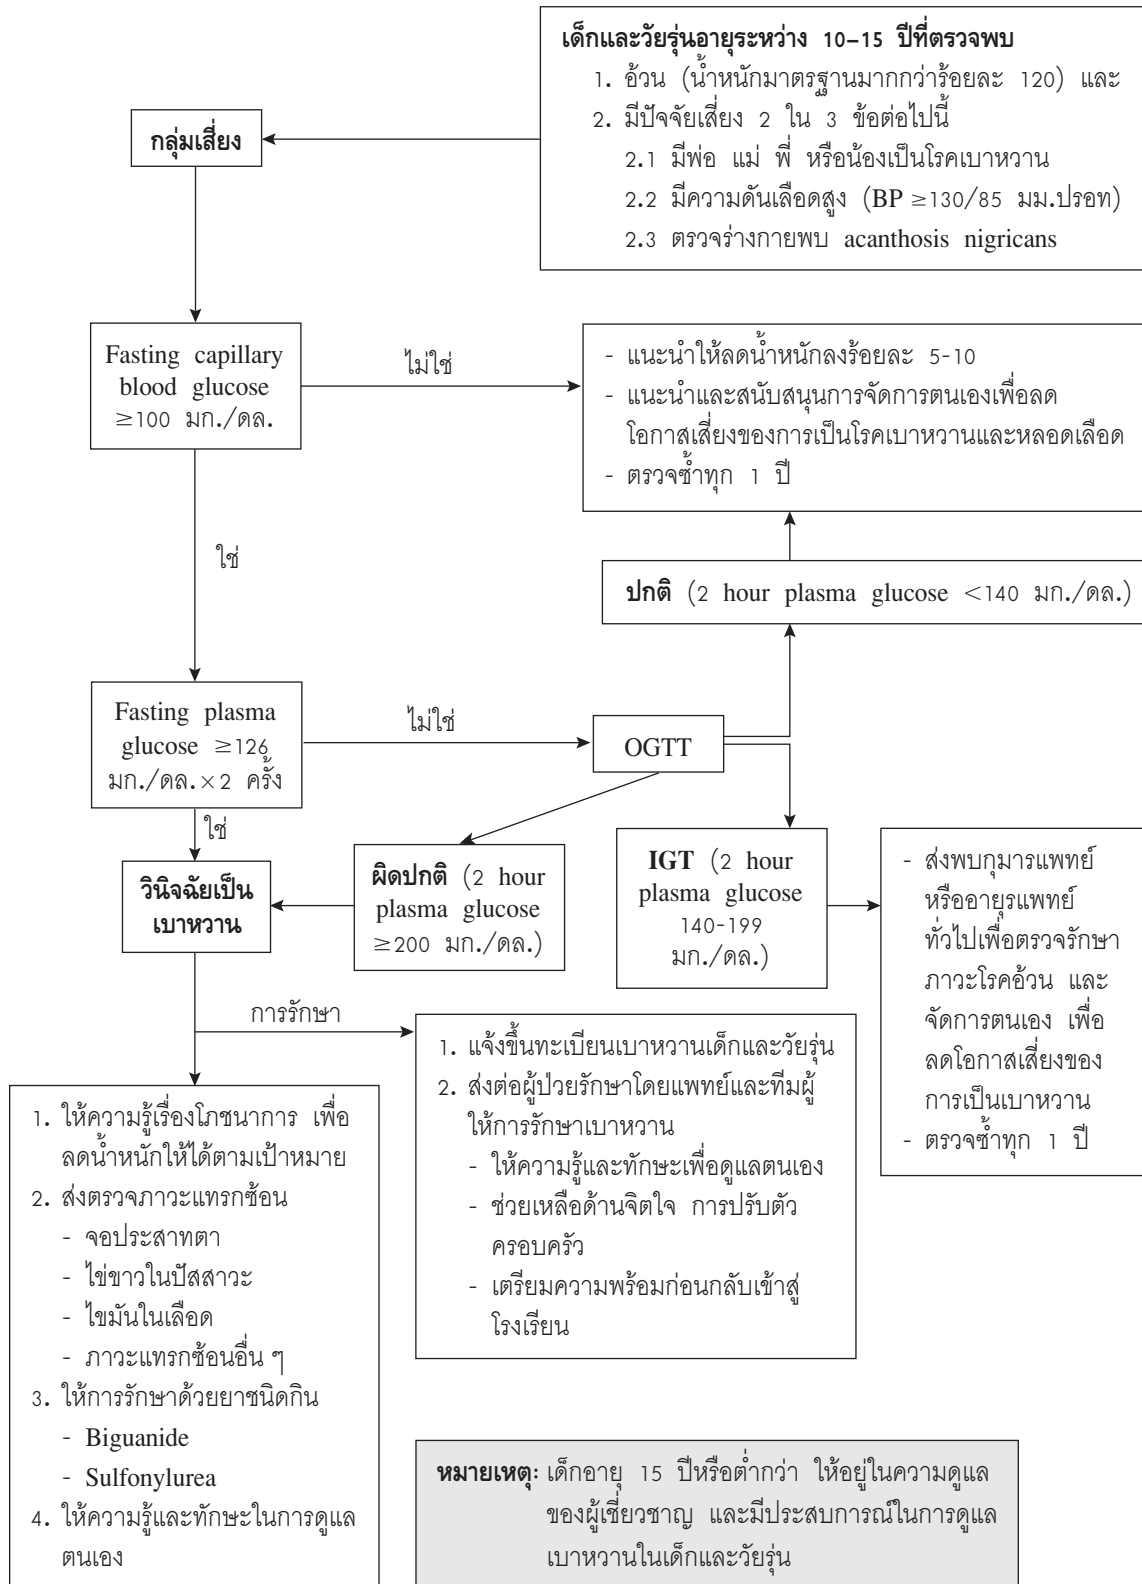 เด็กและวัยรุ่นอายุระหว่าง 10–15 ปีที่ตรวจพบ
1. อ้วน (น้ำหนักมาตรฐานมากกว่าร้อยละ 120) และ
2. มีปัจจัยเสี่ยง 2 ใน 3 ข้อต่อไปนี้
2.1 มีพ่อ แม่ พี่ หรือน้องเป็นโรคเบาหวาน
2.2 มีความดันเลือดสูง (BP ≥130/85 มม.ปรอท)
2.3 ตรวจร่างกายพบ acanthosis nigricans
กลุ่มเสี่ยง
Fasting capillary
blood glucose
≥100 มก./ดล.
ไม่ใช่
- แนะนำให้ลดน้ำหนักลงร้อยละ 5-10
- แนะนำและสนับสนุนการจัดการตนเองเพื่อลด
โอกาสเสี่ยงของการเป็นโรคเบาหวานและหลอดเลือด
- ตรวจซ้ำทุก 1 ปี
ใช่
ปกติ (2 hour plasma glucose <140 มก./ดล.)
Fasting plasma
glucose ≥126
มก./ดล.×2 ครั้ง
ไม่ใช่
OGTT
ใช่
วินิจฉัยเป็น
เบาหวาน
ผิดปกติ (2 hour
plasma glucose
≥200 มก./ดล.)
IGT (2 hour
plasma glucose
140-199
มก./ดล.)
- ส่งพบกุมารแพทย์
หรืออายุรแพทย์
ทั่วไปเพื่อตรวจรักษา
ภาวะโรคอ้วน และ
จัดการตนเอง เพื่อ
ลดโอกาสเสี่ยงของ
การเป็นเบาหวาน
- ตรวจซ้ำทุก 1 ปี
การรักษา
1. แจ้งขึ้นทะเบียนเบาหวานเด็กและวัยรุ่น
2. ส่งต่อผู้ป่วยรักษาโดยแพทย์และทีมผู้
ให้การรักษาเบาหวาน
- ให้ความรู้และทักษะเพื่อดูแลตนเอง
- ช่วยเหลือด้านจิตใจ การปรับตัว
ครอบครัว
- เตรียมความพร้อมก่อนกลับเข้าสู่
โรงเรียน
1. ให้ความรู้เรื่องโภชนาการ เพื่อ
ลดน้ำหนักให้ได้ตามเป้าหมาย
2. ส่งตรวจภาวะแทรกซ้อน
- จอประสาทตา
- ไข่ขาวในปัสสาวะ
- ไขมันในเลือด
- ภาวะแทรกซ้อนอื่น ๆ
3. ให้การรักษาด้วยยาชนิดกิน
- Biguanide
- Sulfonylurea
4. ให้ความรู้และทักษะในการดูแล
ตนเอง
หมายเหตุ: เด็กอายุ 15 ปีหรือต่ำกว่า ให้อยู่ในความดูแล
ของผู้เชี่ยวชาญ และมีประสบการณ์ในการดูแล
เบาหวานในเด็กและวัยรุ่น